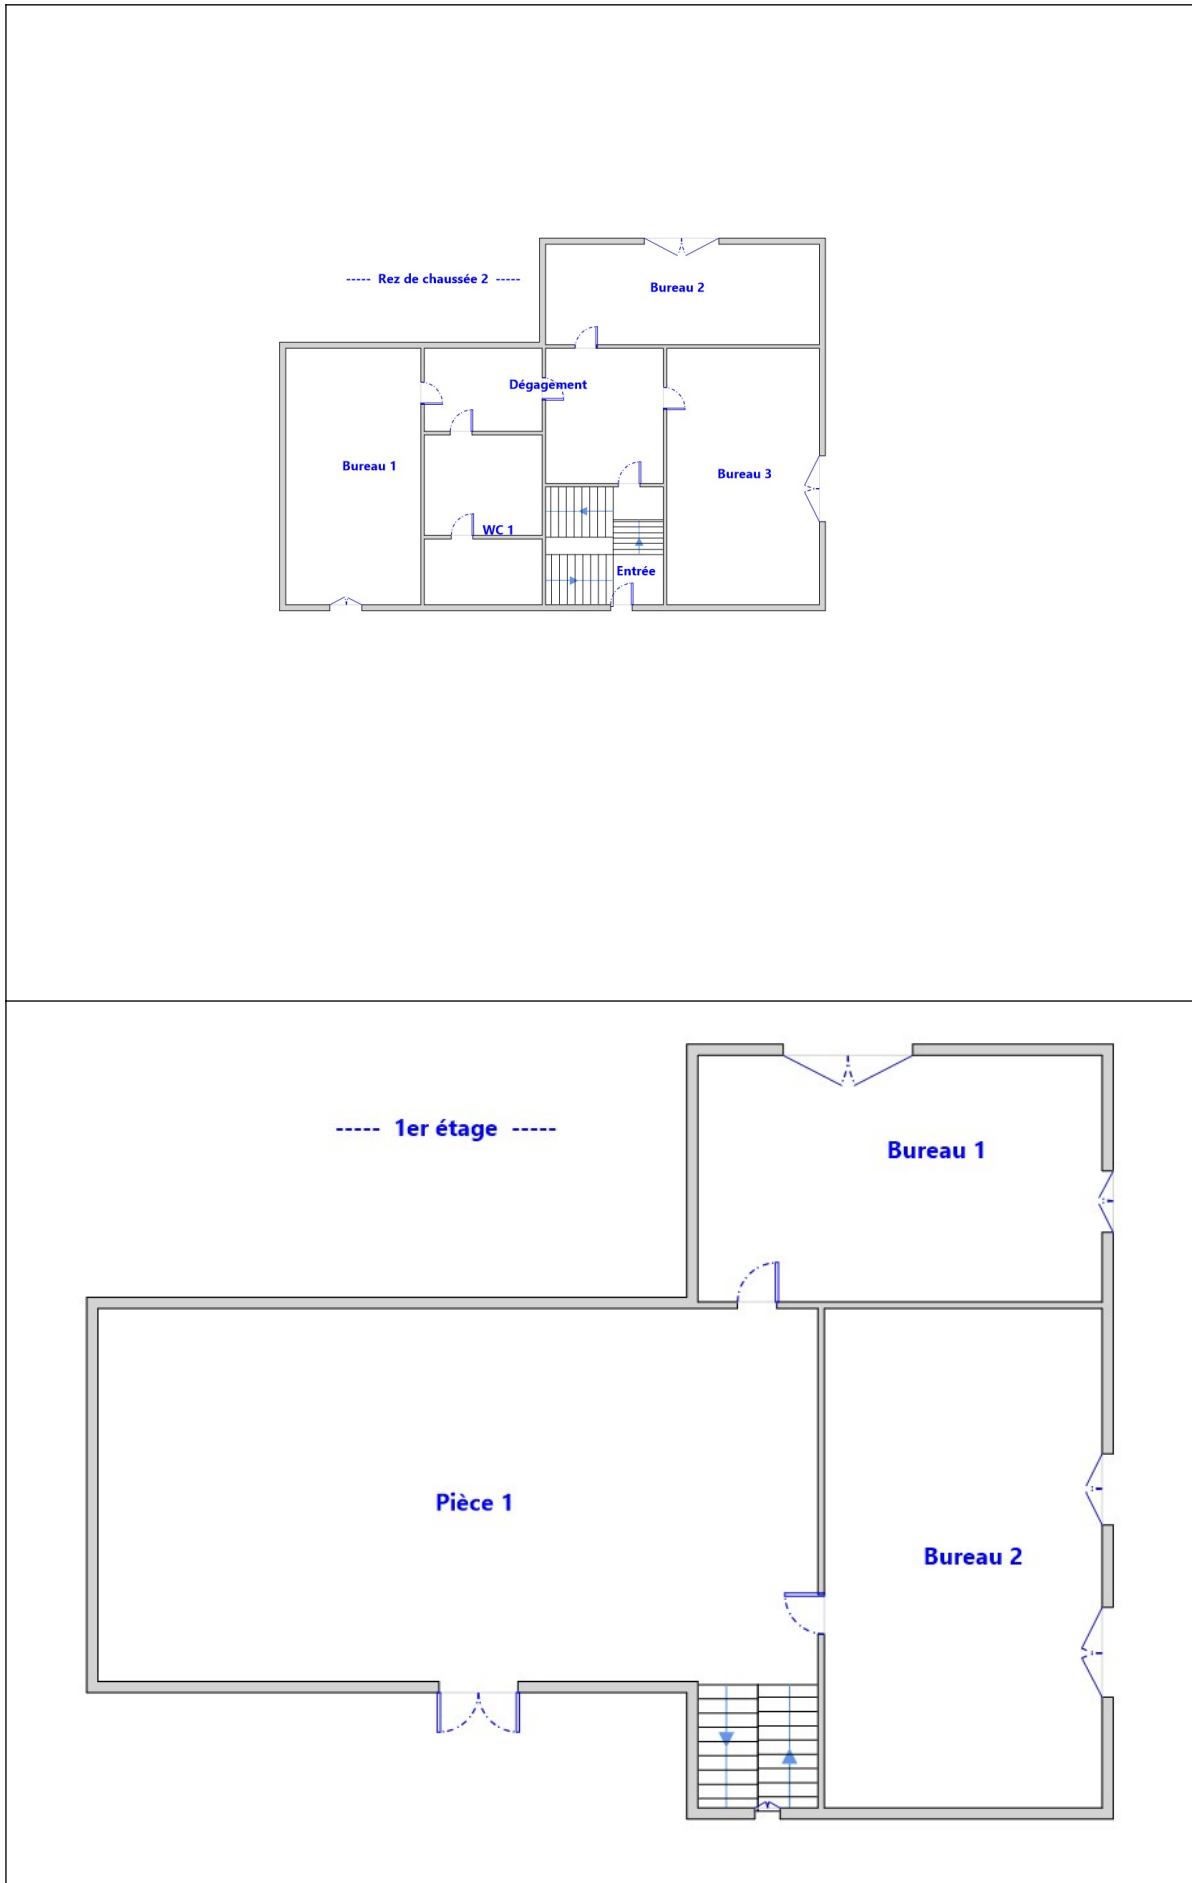 ----- Rez de chaussée 2 -----
Bureau 2
Dégagement
Bureau 1
Bureau 3
WC 1
Entrée
----- 1er étage -----
Bureau 1
Pièce 1
Bureau 2